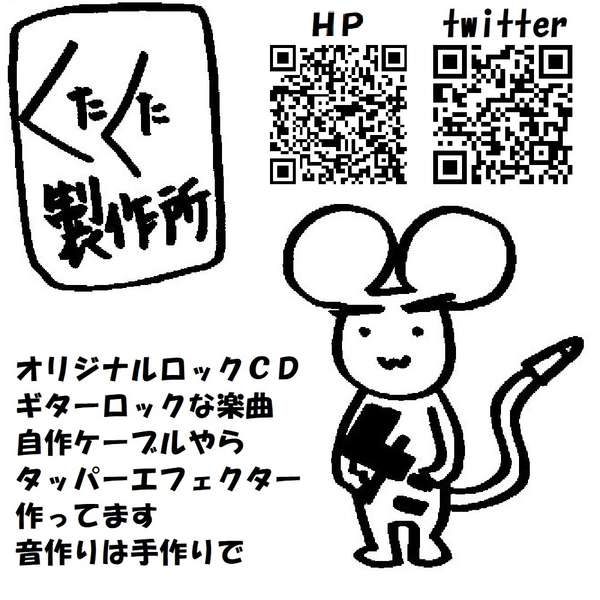 くたくた
製作所
HP
twitter
オリジナルロックCD
ギターロックな楽曲
自作ケーブルやら
タッパーエフェクター
作ってます
音作りは手作りで